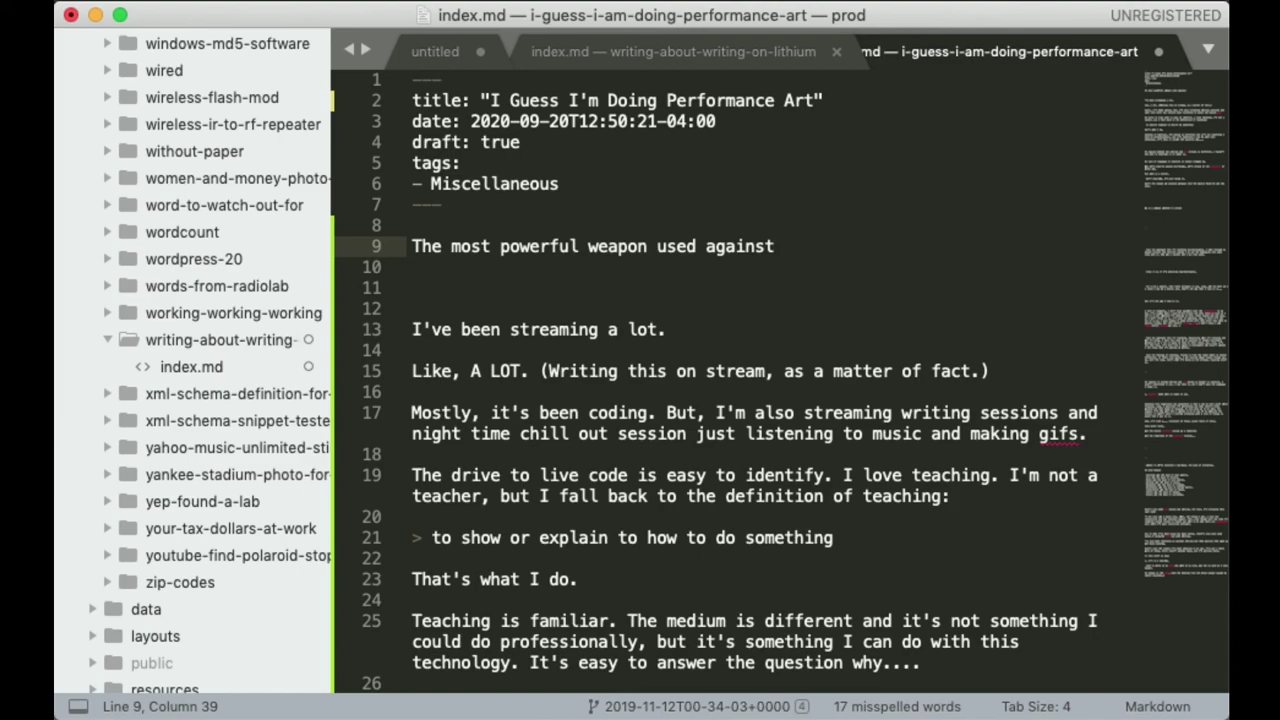 index.md — i-guess-i-am-doing-performance-art — prod
UNREGISTERED
windows-md5-software
wired
wireless-flash-mod
wireless-ir-to-rf-repeater
without-paper
women-and-money-photo-
word-to-watch-out-for
wordcount
wordpress-20
words-from-radiolab
working-working-working
writing-about-writing-
<> index.md
xml-schema-definition-for-
xml-schema-snippet-teste
yahoo-music-unlimited-sti
yankee-stadium-photo-for-
yep-found-a-lab
your-tax-dollars-at-work
youtube-find-polaroid-stop
zip-codes
data
layouts
public
resources
untitled
index.md — writing-about-writing-on-lithium ×
md — i-guess-i-am-doing-performance-art
1 ---
2 title: "I Guess I'm Doing Performance Art"
3 date: 2020-09-20T12:50:21-04:00
4 draft: true
5 tags:
6 - Miscellaneous
7 ---
8
9 The most powerful weapon used against
10
11
12
13 I've been streaming a lot.
14
15 Like, A LOT. (Writing this on stream, as a matter of fact.)
16
17 Mostly, it's been coding. But, I'm also streaming writing sessions and
night time chill out session just listening to music and making gifs.
18
19 The drive to live code is easy to identify. I love teaching. I'm not a
teacher, but I fall back to the definition of teaching:
20
21 > to show or explain to how to do something
22
23 That's what I do.
24
25 Teaching is familiar. The medium is different and it's not something I
could do professionally, but it's something I can do with this
technology. It's easy to answer the question why....
26
Line 9, Column 39
2019-11-12T00-34-03+0000 4
17 misspelled words
Tab Size: 4
Markdown